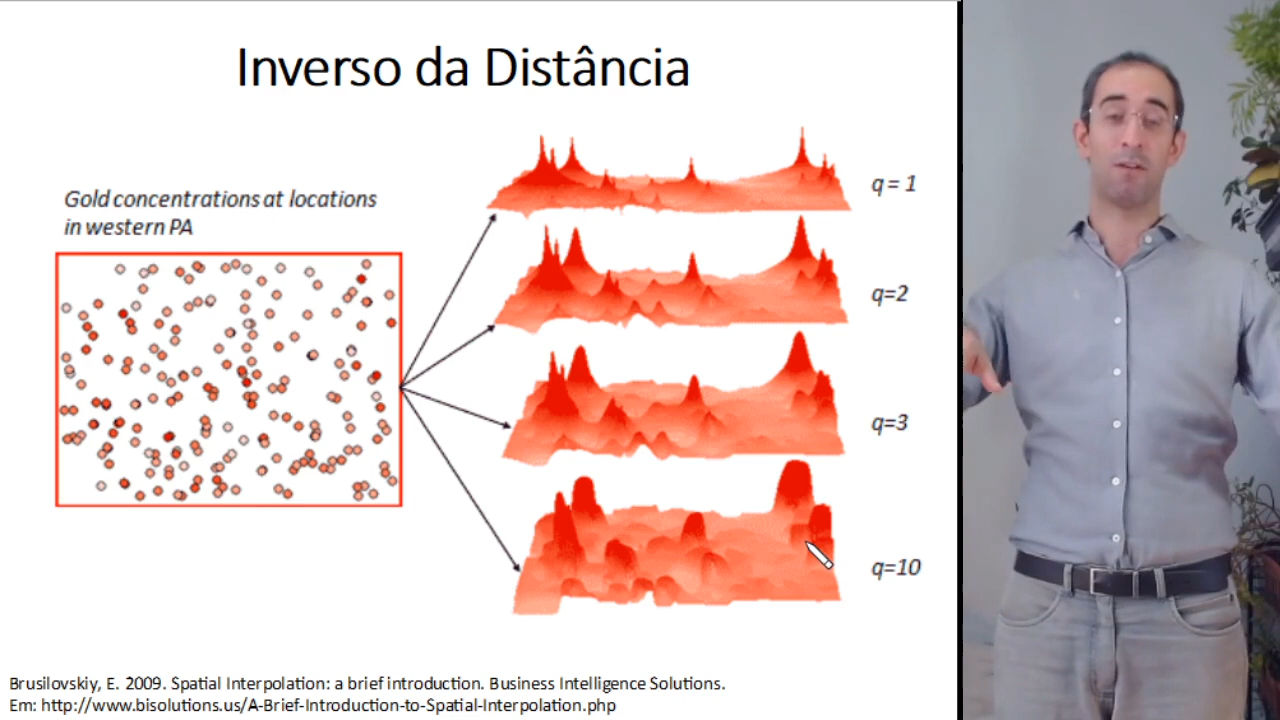 Inverso da Distância
Gold concentrations at locations
in western PA
q = 1
q=2
q=3
q=10
Brusilovskiy, E. 2009. Spatial Interpolation: a brief introduction. Business Intelligence Solutions.
Em: http://www.bisolutions.us/A-Brief-Introduction-to-Spatial-Interpolation.php